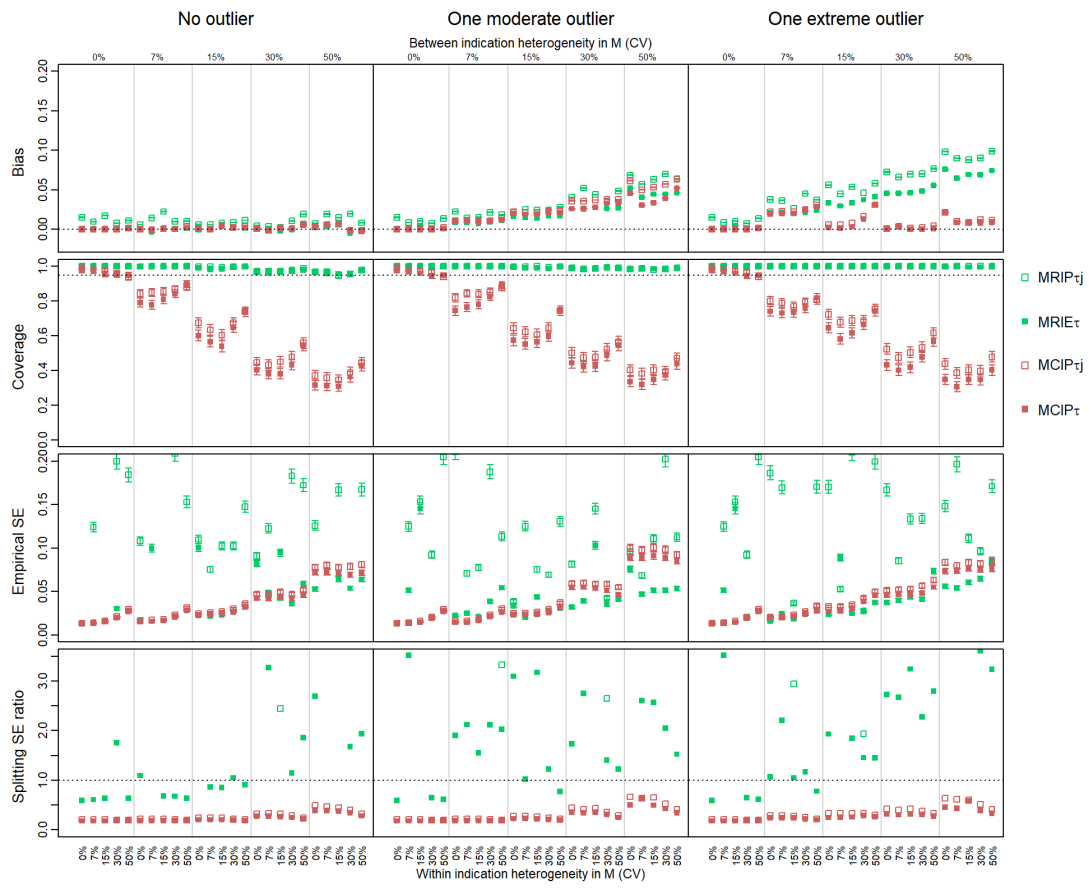 No outlier One moderate outlier One extreme outlier
Between indication heterogeneity in M (CV)
0% 7% 15% 30% 50% 0% 7% 15% 30% 50% 0% 7% 15% 30% 50%
Bias
0.00 0.05 0.10 0.15 0.20
Coverage
0.0 0.2 0.4 0.6 0.8 1.0
MRIPτj
MRIEτ
MCIPτj
MCIPτ
Empirical SE
0.00 0.05 0.10 0.15 0.20
Splitting SE ratio
0.0 1.0 2.0 3.0
0% 7% 15% 30% 50% 0% 7% 15% 30% 50% 0% 7% 15% 30% 50% 0% 7% 15% 30% 50% 0% 7% 15% 30% 50% 0% 7% 15% 30% 50% 0% 7% 15% 30% 50% 0% 7% 15% 30% 50% 0% 7% 15% 30% 50% 0% 7% 15% 30% 50% 0% 7% 15% 30% 50% 0% 7% 15% 30% 50% 0% 7% 15% 30% 50% 0% 7% 15% 30% 50% 0% 7% 15% 30% 50%
Within indication heterogeneity in M (CV)